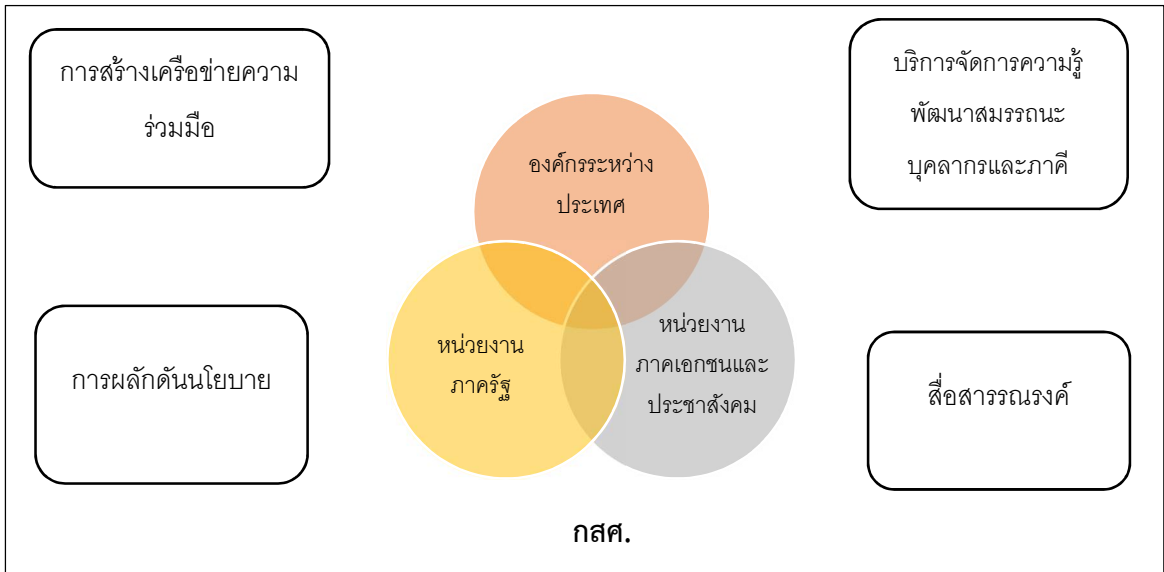 การสร้างเครือข่ายความ
ร่วมมือ
บริการจัดการความรู้
พัฒนาสมรรถนะ
บุคลากรและภาคี
องค์กรระหว่าง
ประเทศ
หน่วยงาน
ภาครัฐ
หน่วยงาน
ภาคเอกชนและ
ประชาสังคม
การผลักดันนโยบาย
สื่อสารรณรงค์
กสศ.